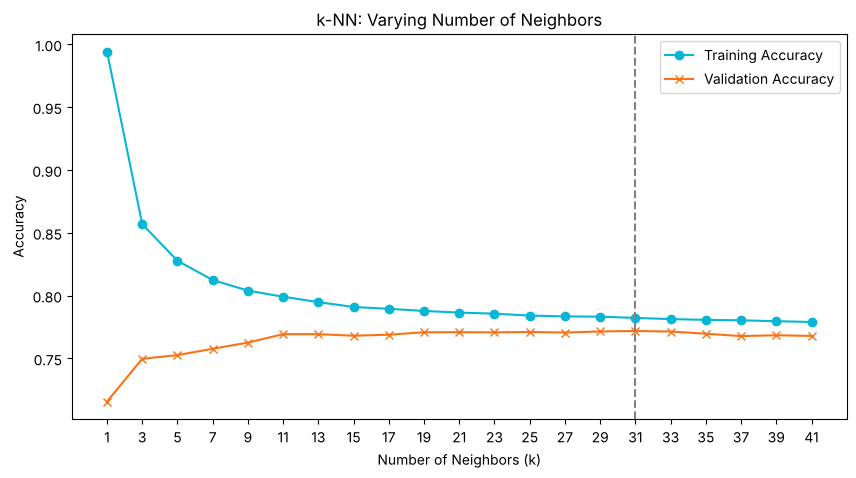 k-NN: Varying Number of Neighbors
Training Accuracy
Validation Accuracy
Accuracy
1.00
0.95
0.90
0.85
0.80
0.75
1 3 5 7 9 11 13 15 17 19 21 23 25 27 29 31 33 35 37 39 41
Number of Neighbors (k)